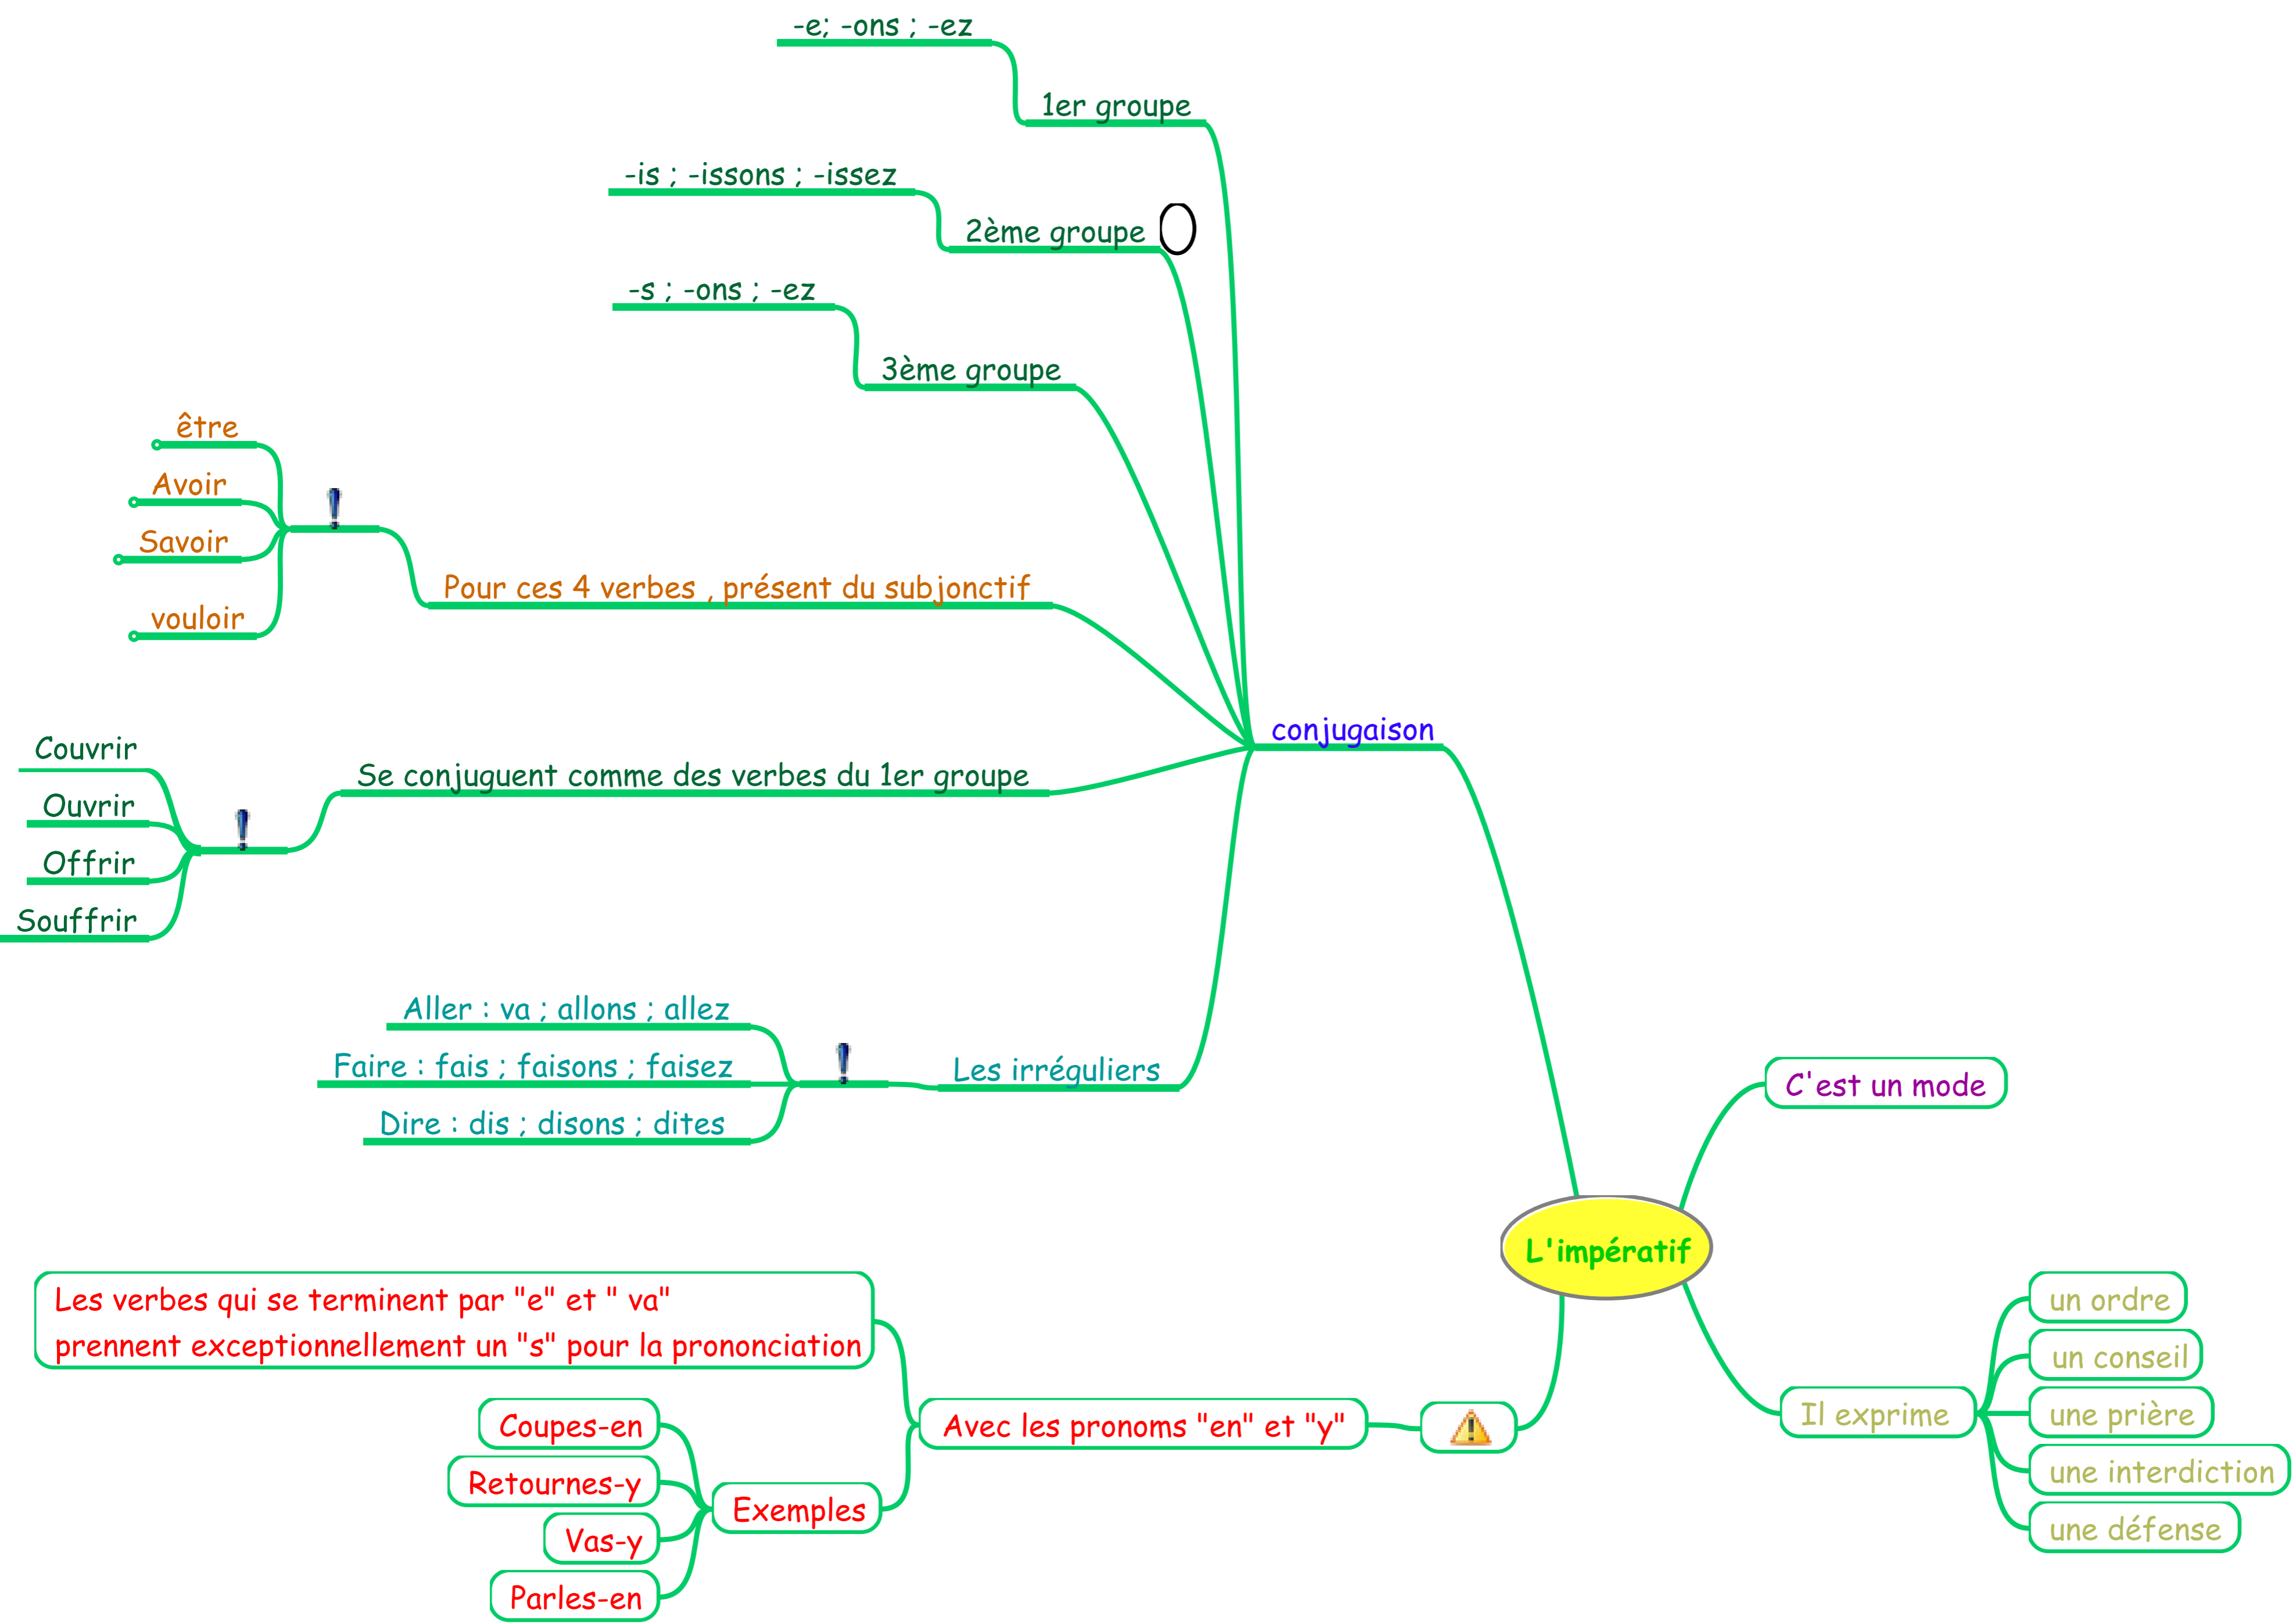 -e; -ons ; -ez
1er groupe
-is ; -issons ; -issez
2ème groupe
-s ; -ons ; -ez
3ème groupe
être
Avoir
Savoir
vouloir
Pour ces 4 verbes , présent du subjonctif
conjugaison
Couvrir
Ouvrir
Offrir
Souffrir
Se conjuguent comme des verbes du 1er groupe
Aller : va ; allons ; allez
Faire : fais ; faisons ; faisez
Dire : dis ; disons ; dites
Les irréguliers
C'est un mode
L'impératif
Les verbes qui se terminent par "e" et " va"
prennent exceptionnellement un "s" pour la prononciation
Avec les pronoms "en" et "y"
Coupes-en
Retournes-y
Vas-y
Parles-en
Exemples
Il exprime
un ordre
un conseil
une prière
une interdiction
une défense